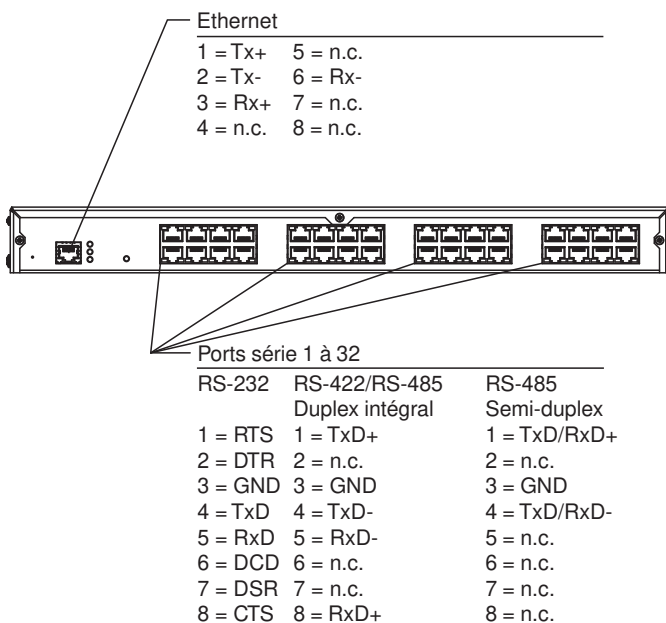 Ethernet
1 = Tx+ 5 = n.c.
2 = Tx- 6 = Rx-
3 = Rx+ 7 = n.c.
4 = n.c. 8 = n.c.
Ports série 1 à 32
RS-232 RS-422/RS-485 RS-485
Duplex intégral Semi-duplex
1 = RTS 1 = TxD+ 1 = TxD/RxD+
2 = DTR 2 = n.c. 2 = n.c.
3 = GND 3 = GND 3 = GND
4 = TxD 4 = TxD- 4 = TxD/RxD-
5 = RxD 5 = RxD- 5 = n.c.
6 = DCD 6 = n.c. 6 = n.c.
7 = DSR 7 = n.c. 7 = n.c.
8 = CTS 8 = RxD+ 8 = n.c.